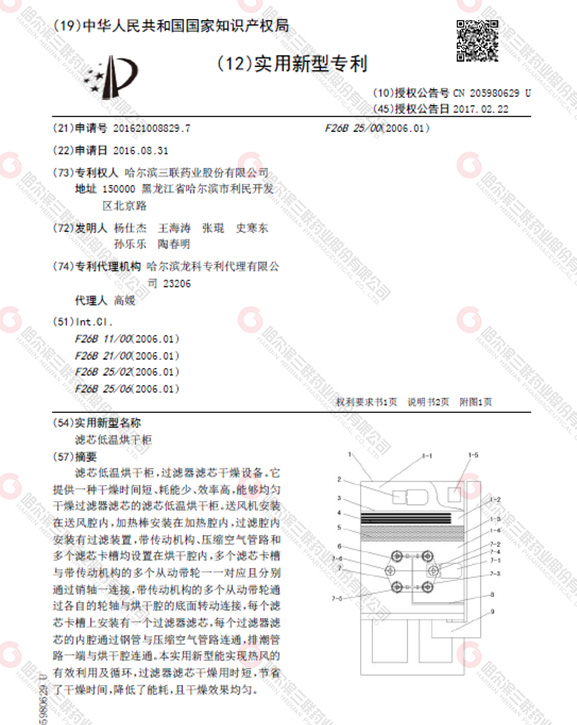 (19)中华人民共和国国家知识产权局
(12)实用新型专利
(10)授权公告号 CN 205980629 U
(45)授权公告日 2017.02.22
(21)申请号 201621008829.7
(22)申请日 2016.08.31
(73)专利权人 哈尔滨三联药业股份有限公司
地址 150000 黑龙江省哈尔滨市利民开发
区北京路
(72)发明人 杨仕杰 王海涛 张琨 史寒东
孙乐乐 陶春明
(74)专利代理机构 哈尔滨龙科专利代理有限公
司 23206
代理人 高媛
(51)Int.Cl.
F26B 11/00(2006.01)
F26B 21/00(2006.01)
F26B 25/02(2006.01)
F26B 25/06(2006.01)
F26B 25/00(2006.01)
权利要求书1页 说明书2页 附图1页
(54)实用新型名称
滤芯低温烘干柜
(57)摘要
滤芯低温烘干柜,过滤器滤芯干燥设备。它
提供一种干燥时间短、耗能少、效率高,能够均匀
干燥过滤器滤芯的滤芯低温烘干柜。送风机安装
在送风腔内,加热棒安装在加热腔内,过滤腔内
安装有过滤装置,带传动机构、压缩空气管路和
多个滤芯卡槽均设置在烘干腔内,多个滤芯卡槽
与带传动机构的多个从动带轮一一对应且分别
通过销轴一连接,带传动机构的多个从动带轮通
过各自的轮轴与烘干腔的底面转动连接,每个滤
芯卡槽上安装有一个过滤器滤芯,每个过滤器滤
芯的内腔通过钢管与压缩空气管路连通,排潮管
路一端与烘干腔连通。本实用新型能实现热风的
有效利用及循环,过滤器滤芯干燥用时短,节省
了干燥时间,降低了能耗,且干燥效果均匀。
1
1-1
1-5
2
3
1-2
4
1-3
5
1-4
6
7-2
7-4
7-6
7-1
7
7-3
7-5
8
9
5980629 U
哈尔滨三联药业股份有限公司